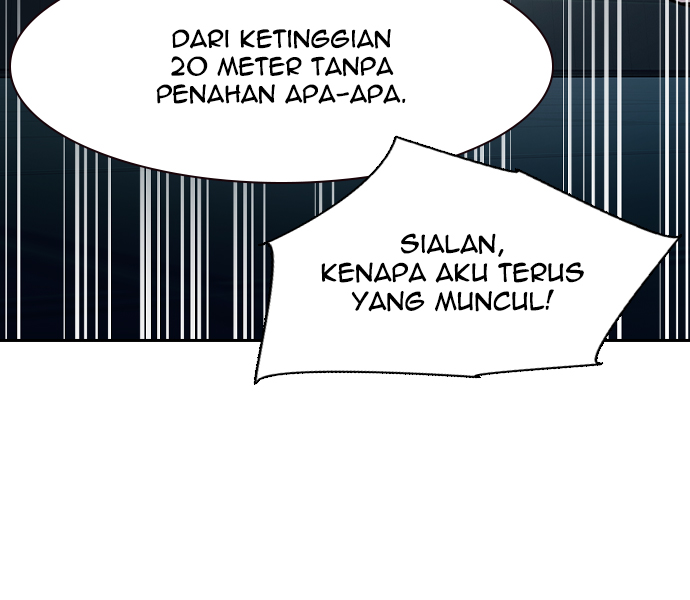 DARI KETINGGIAN
20 METER TANPA
PENAHAN APA-APA.
SIALAN,
KENAPA AKU TERUS
YANG MUNCUL!